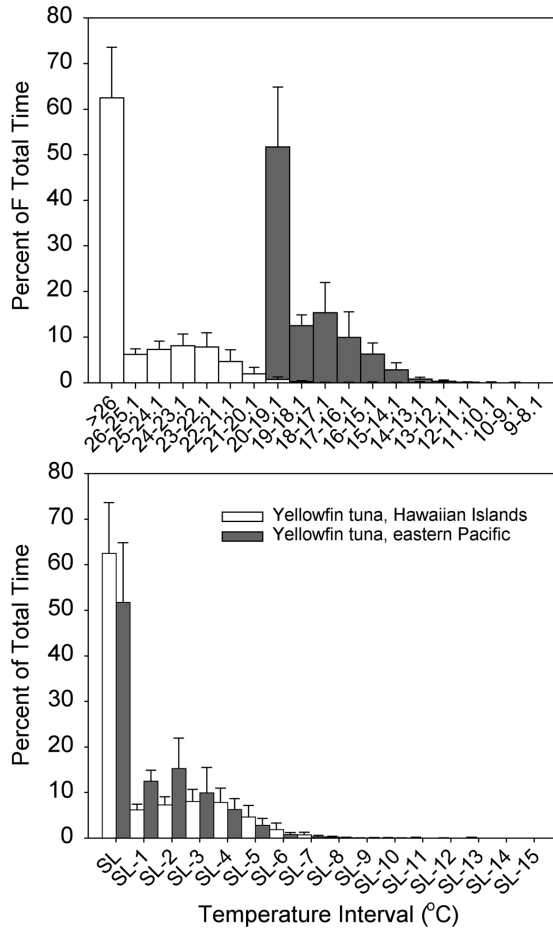 80
70
60
50
40
30
20
10
0
Percent oF Total Time
>26
26-25.1
25-24.1
24-23.1
23-22.1
22-21.1
21-20.1
20-19.1
19-18.1
18-17.1
17-16.1
16-15.1
15-14.1
14-13.1
13-12.1
12-11.1
11.10.1
10-9.1
9-8.1
80
70
60
50
40
30
20
10
0
Percent of Total Time
Yellowfin tuna, Hawaiian Islands
Yellowfin tuna, eastern Pacific
SL
SL-1
SL-2
SL-3
SL-4
SL-5
SL-6
SL-7
SL-8
SL-9
SL-10
SL-11
SL-12
SL-13
SL-14
SL-15
Temperature Interval (°C)